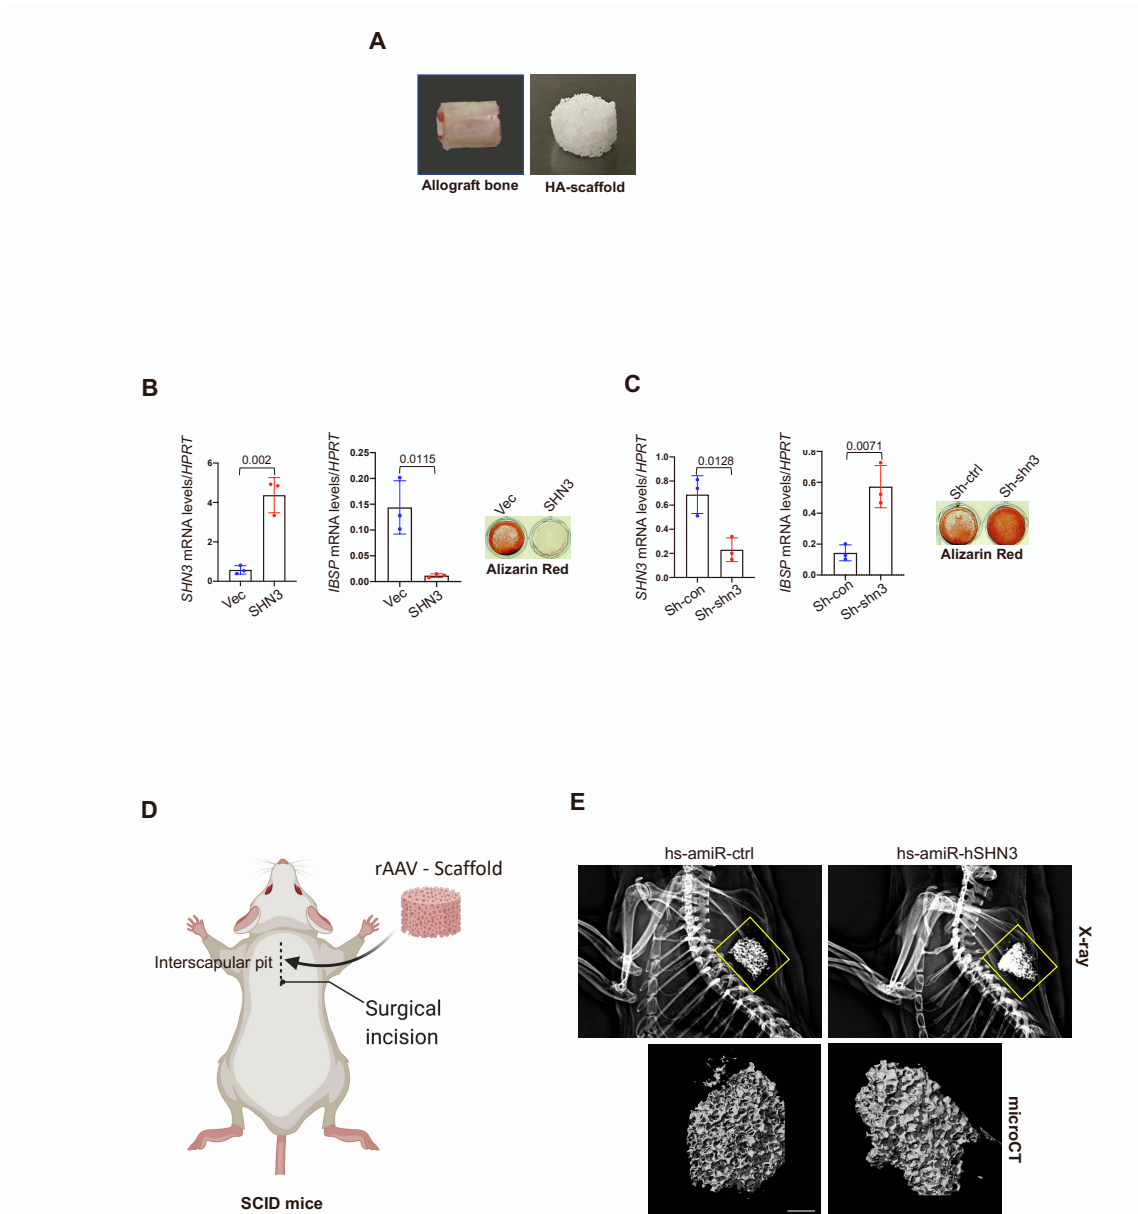 A
Allograft bone
HA-scaffold
B
SHN3 mRNA levels/HPRT
6
4
2
0
0.002
Vec
SHN3
IBSP mRNA levels/HPRT
0.25
0.20
0.15
0.10
0.05
0.00
0.0115
Vec
SHN3
Vec
SHN3
Alizarin Red
C
SHN3 mRNA levels/HPRT
1.0
0.8
0.6
0.4
0.2
0.0
0.0128
Sh-con
Sh-shn3
IBSP mRNA levels/HPRT
0.8
0.6
0.4
0.2
0.0
0.0071
Sh-con
Sh-shn3
Sh-ctrl
Sh-shn3
Alizarin Red
D
rAAV - Scaffold
Interscapular pit
Surgical
incision
SCID mice
E
hs-amiR-ctrl
hs-amiR-hSHN3
X-ray
microCT